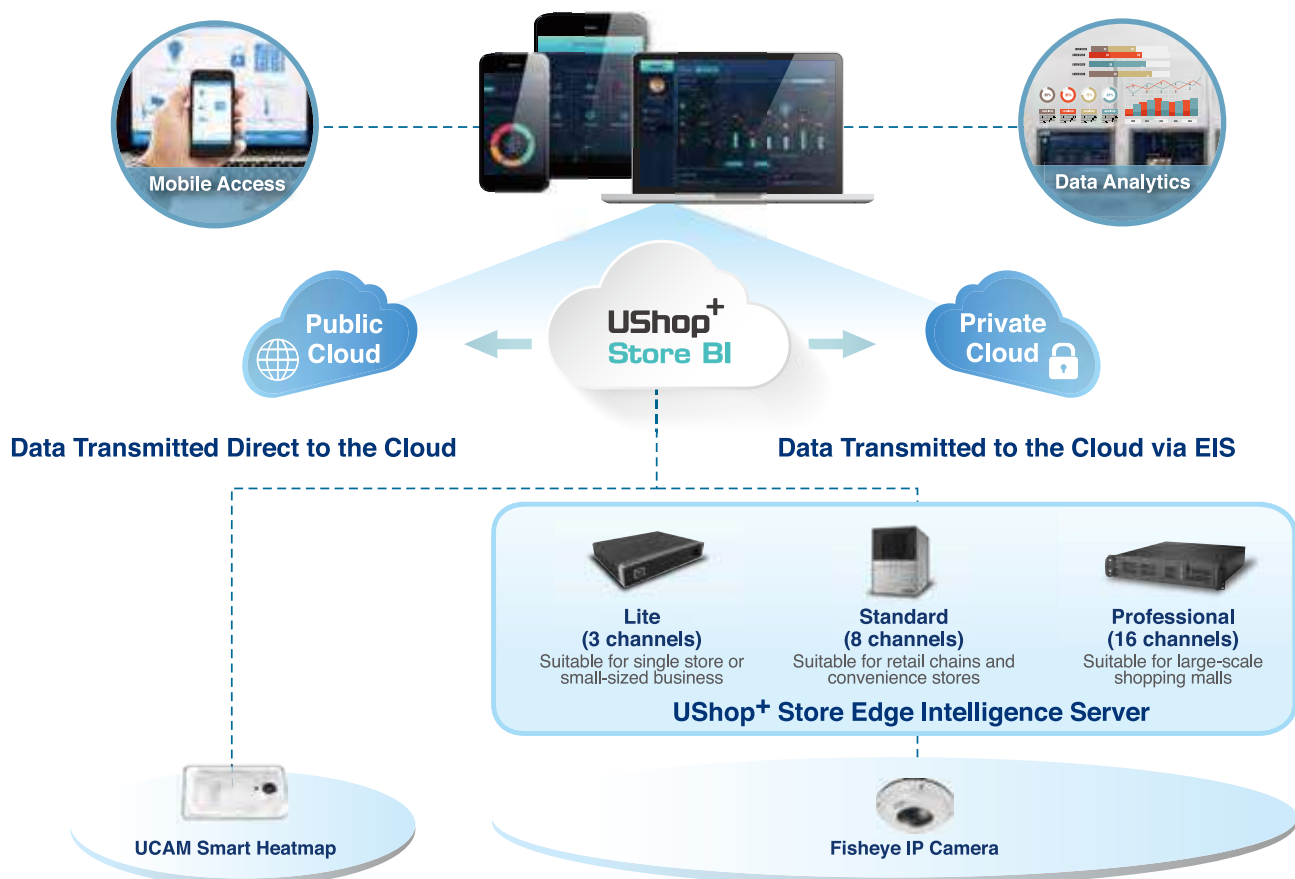 Mobile Access
Data Analytics
Public
Cloud
UShop+
Store BI
Private
Cloud
Data Transmitted Direct to the Cloud
Data Transmitted to the Cloud via EIS
Lite
(3 channels)
Suitable for single store or
small-sized business
Standard
(8 channels)
Suitable for retail chains and
convenience stores
Professional
(16 channels)
Suitable for large-scale
shopping malls
UShop+ Store Edge Intelligence Server
UCAM Smart Heatmap
Fisheye IP Camera